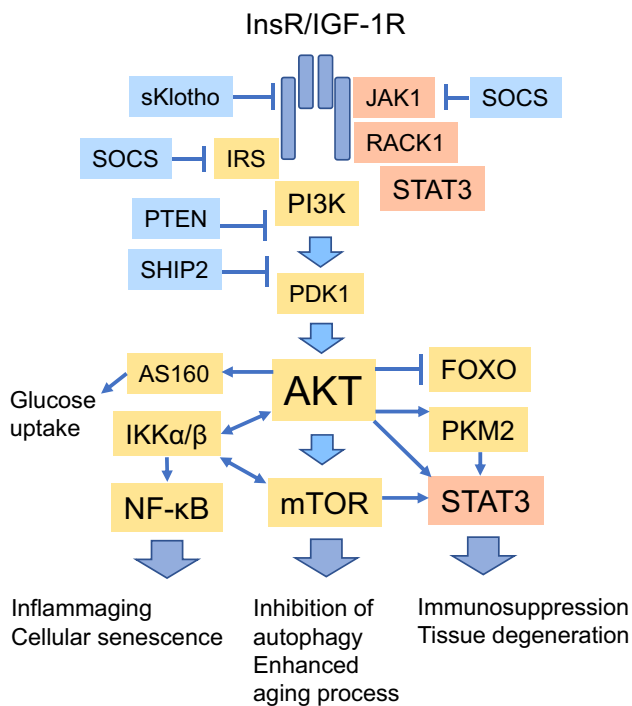 InsR/IGF-1R
sKlotho
JAK1
SOCS
SOCS
IRS
RACK1
STAT3
PI3K
PTEN
SHIP2
PDK1
AS160
AKT
FOXO
Glucose
uptake
IKKα/β
PKM2
NF-κB
mTOR
STAT3
Inflammaging
Cellular senescence
Inhibition of
autophagy
Enhanced
aging process
Immunosuppression
Tissue degeneration